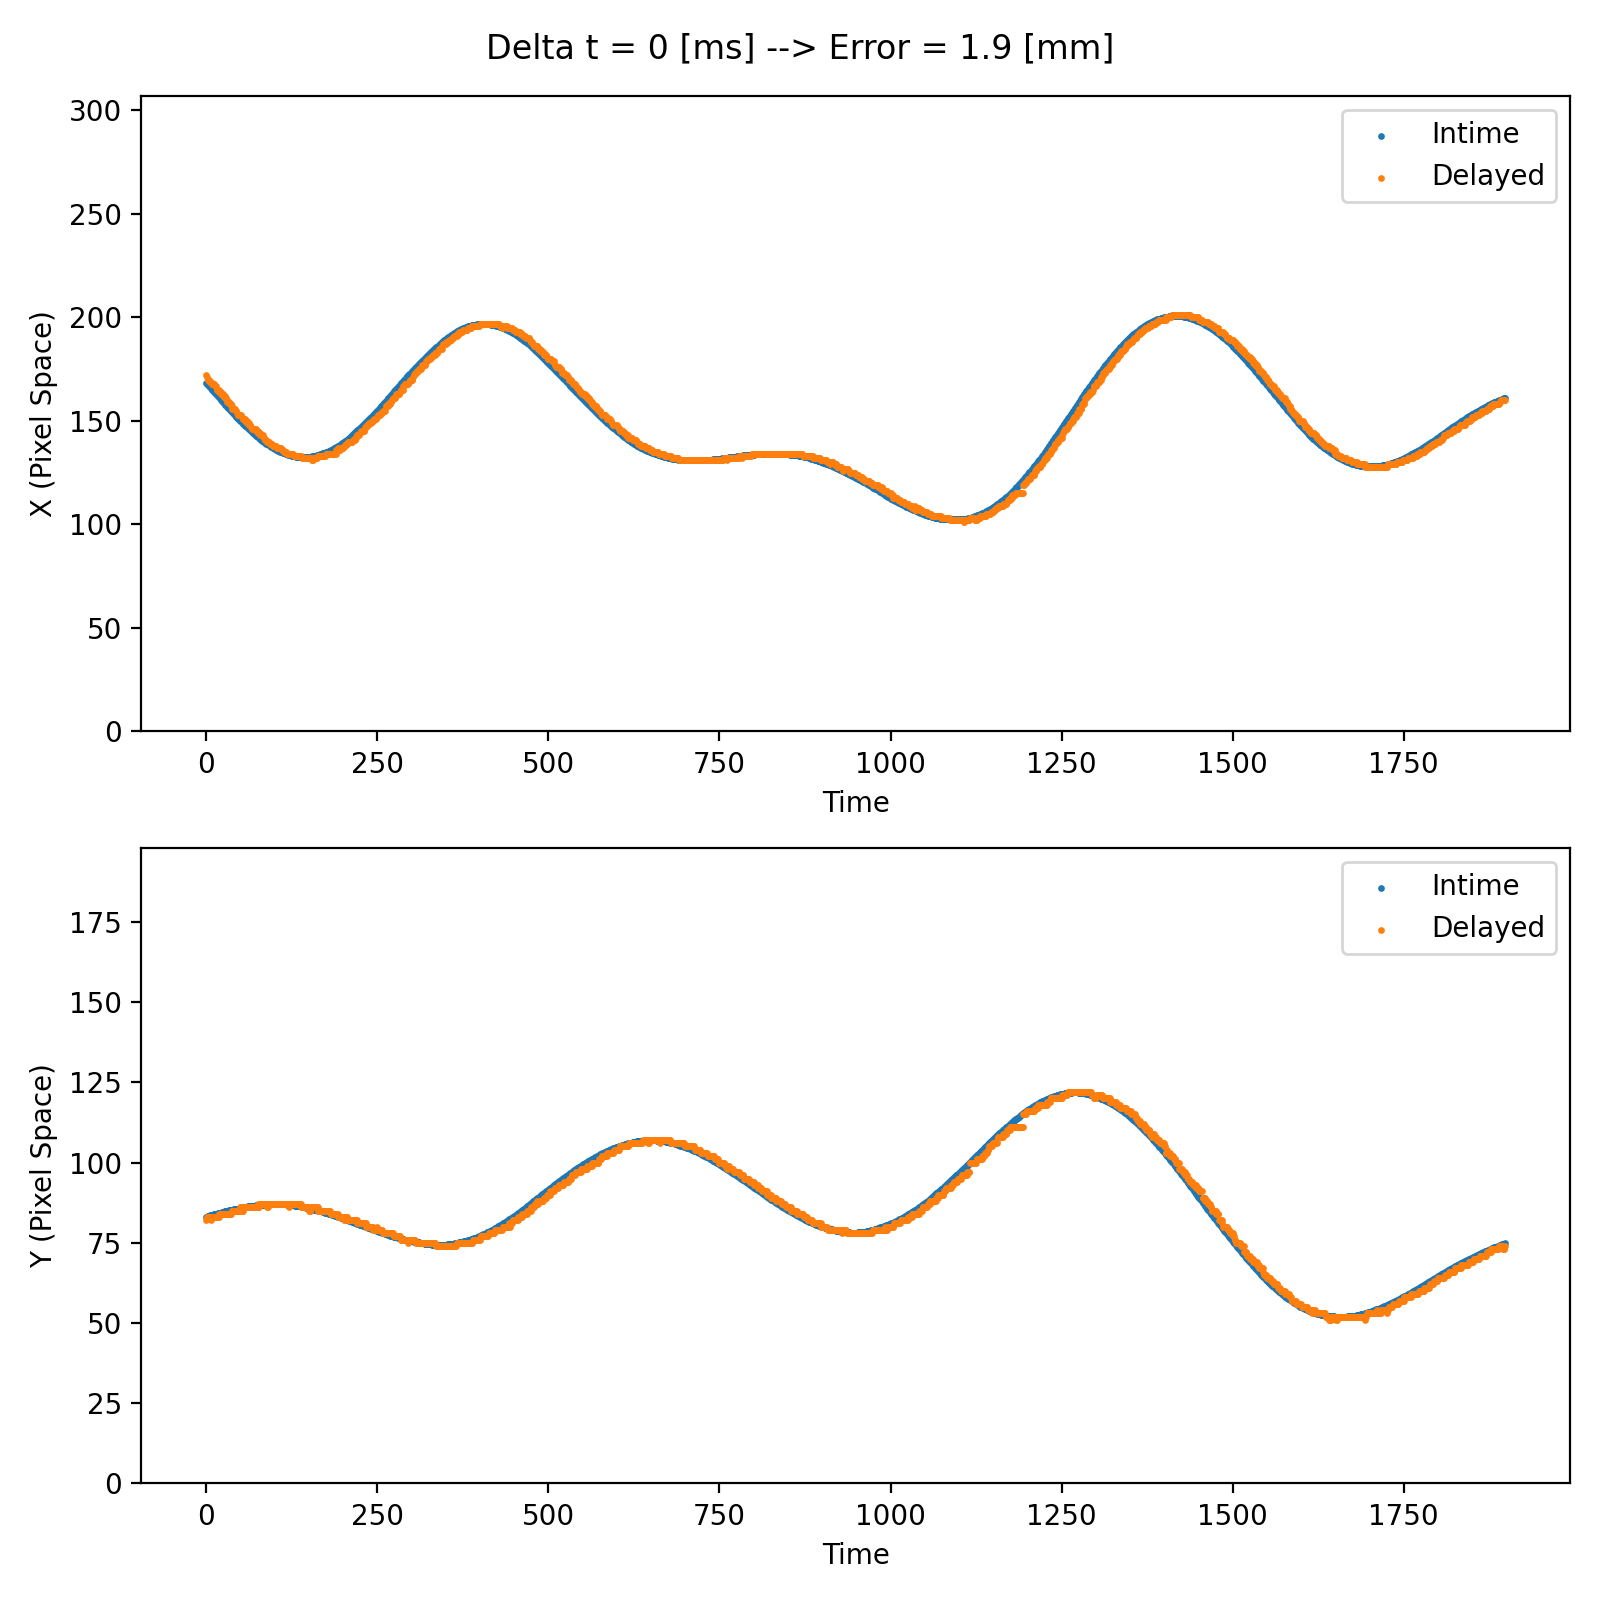 Delta t = 0 [ms] --> Error = 1.9 [mm]
300
250
200
150
100
50
0
X (Pixel Space)
Intime
Delayed
0 250 500 750 1000 1250 1500 1750
Time
175
150
125
100
75
50
25
0
Y (Pixel Space)
Intime
Delayed
0 250 500 750 1000 1250 1500 1750
Time